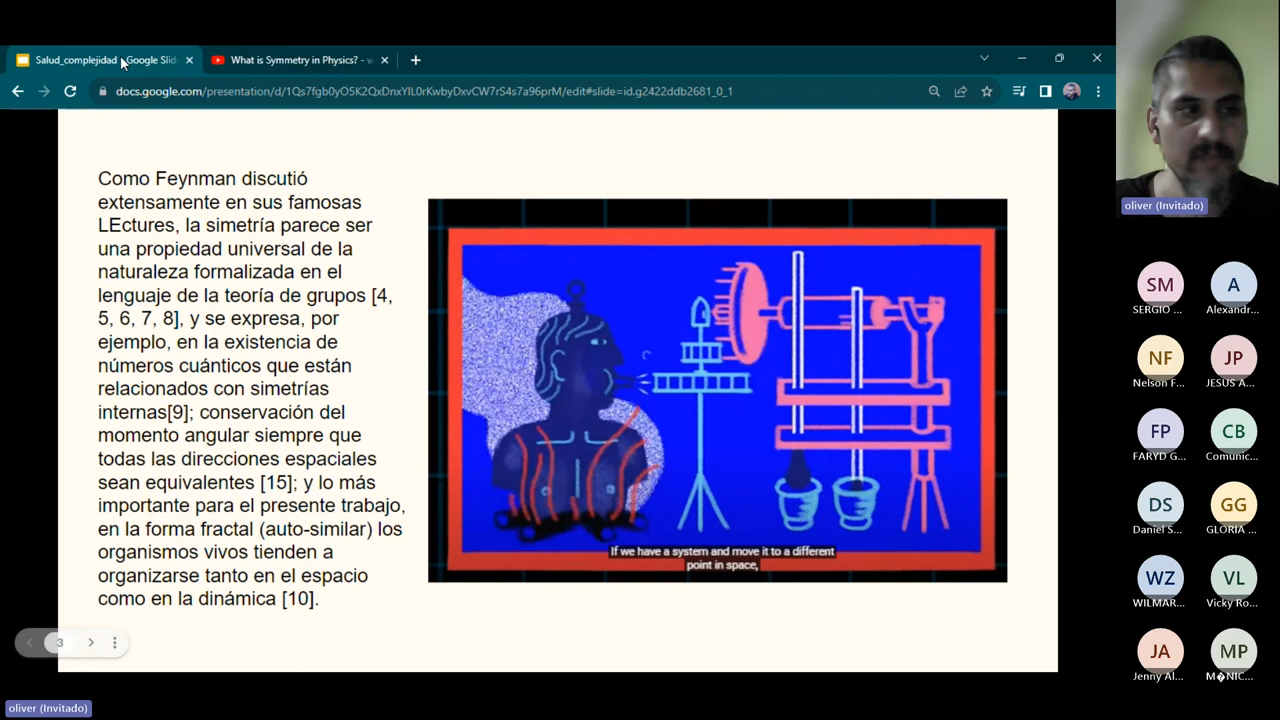 Salud_complejidad - Google Slid
What is Symmetry in Physics? -
docs.google.com/presentation/d/1Qs7fgb0yO5K2QxDnxYIL0rKwbyDxvCW7rS4s7a96prM/edit#slide=id.g2422ddb2681_0_1
Como Feynman discutió
extensamente en sus famosas
LEctures, la simetría parece ser
una propiedad universal de la
naturaleza formalizada en el
lenguaje de la teoría de grupos [4,
5, 6, 7, 8], y se expresa, por
ejemplo, en la existencia de
números cuánticos que están
relacionados con simetrías
internas[9]; conservación del
momento angular siempre que
todas las direcciones espaciales
sean equivalentes [15]; y lo más
importante para el presente trabajo,
en la forma fractal (auto-similar) los
organismos vivos tienden a
organizarse tanto en el espacio
como en la dinámica [10].
If we have a system and move it to a different
point in space,
3
oliver (Invitado)
oliver (Invitado)
SM
SERGIO ...
A
Alexandr...
NF
Nelson F...
JP
JESUS A...
FP
FARYD G...
CB
Comunic...
DS
Daniel S...
GG
GLORIA ...
WZ
WILMAR...
VL
Vicky Ro...
JA
Jenny Al...
MP
M�NIC...